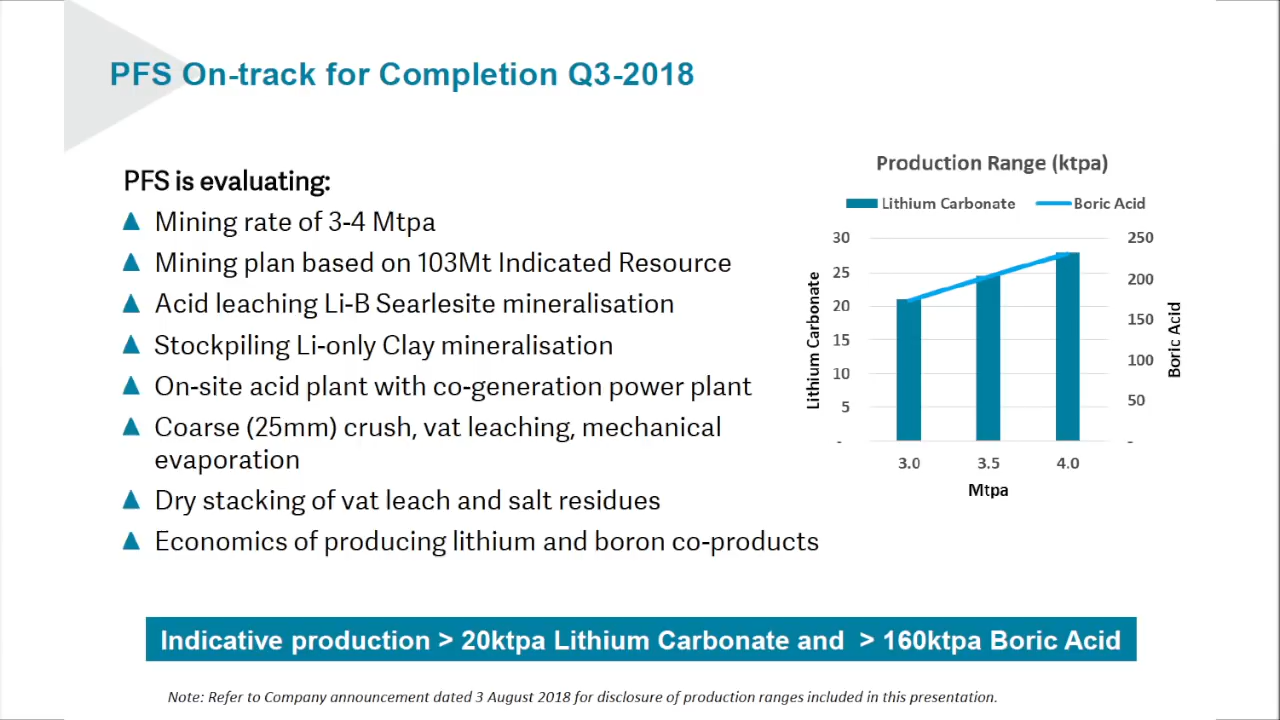 PFS On-track for Completion Q3-2018
PFS is evaluating:
Mining rate of 3-4 Mtpa
Mining plan based on 103Mt Indicated Resource
Acid leaching Li-B Searlesite mineralisation
Stockpiling Li-only Clay mineralisation
On-site acid plant with co-generation power plant
Coarse (25mm) crush, vat leaching, mechanical
evaporation
Dry stacking of vat leach and salt residues
Economics of producing lithium and boron co-products
Production Range (ktpa)
Lithium Carbonate Boric Acid
30 250
25 200
20 150
15 100
10 50
5
- -
Lithium Carbonate
Boric Acid
3.0 3.5 4.0
Mtpa
Indicative production > 20ktpa Lithium Carbonate and > 160ktpa Boric Acid
Note: Refer to Company announcement dated 3 August 2018 for disclosure of production ranges included in this presentation.